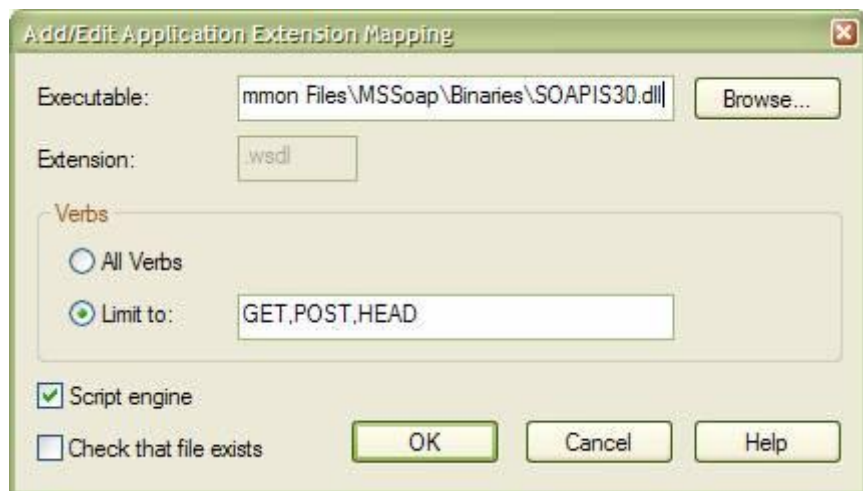 Add/Edit Application Extension Mapping
Executable: mmon Files\MSSoap\Binaries\SOAPIS30.dll Browse...
Extension: .wsdl
Verbs
All Verbs
Limit to: GET,POST,HEAD
Script engine
Check that file exists OK Cancel Help